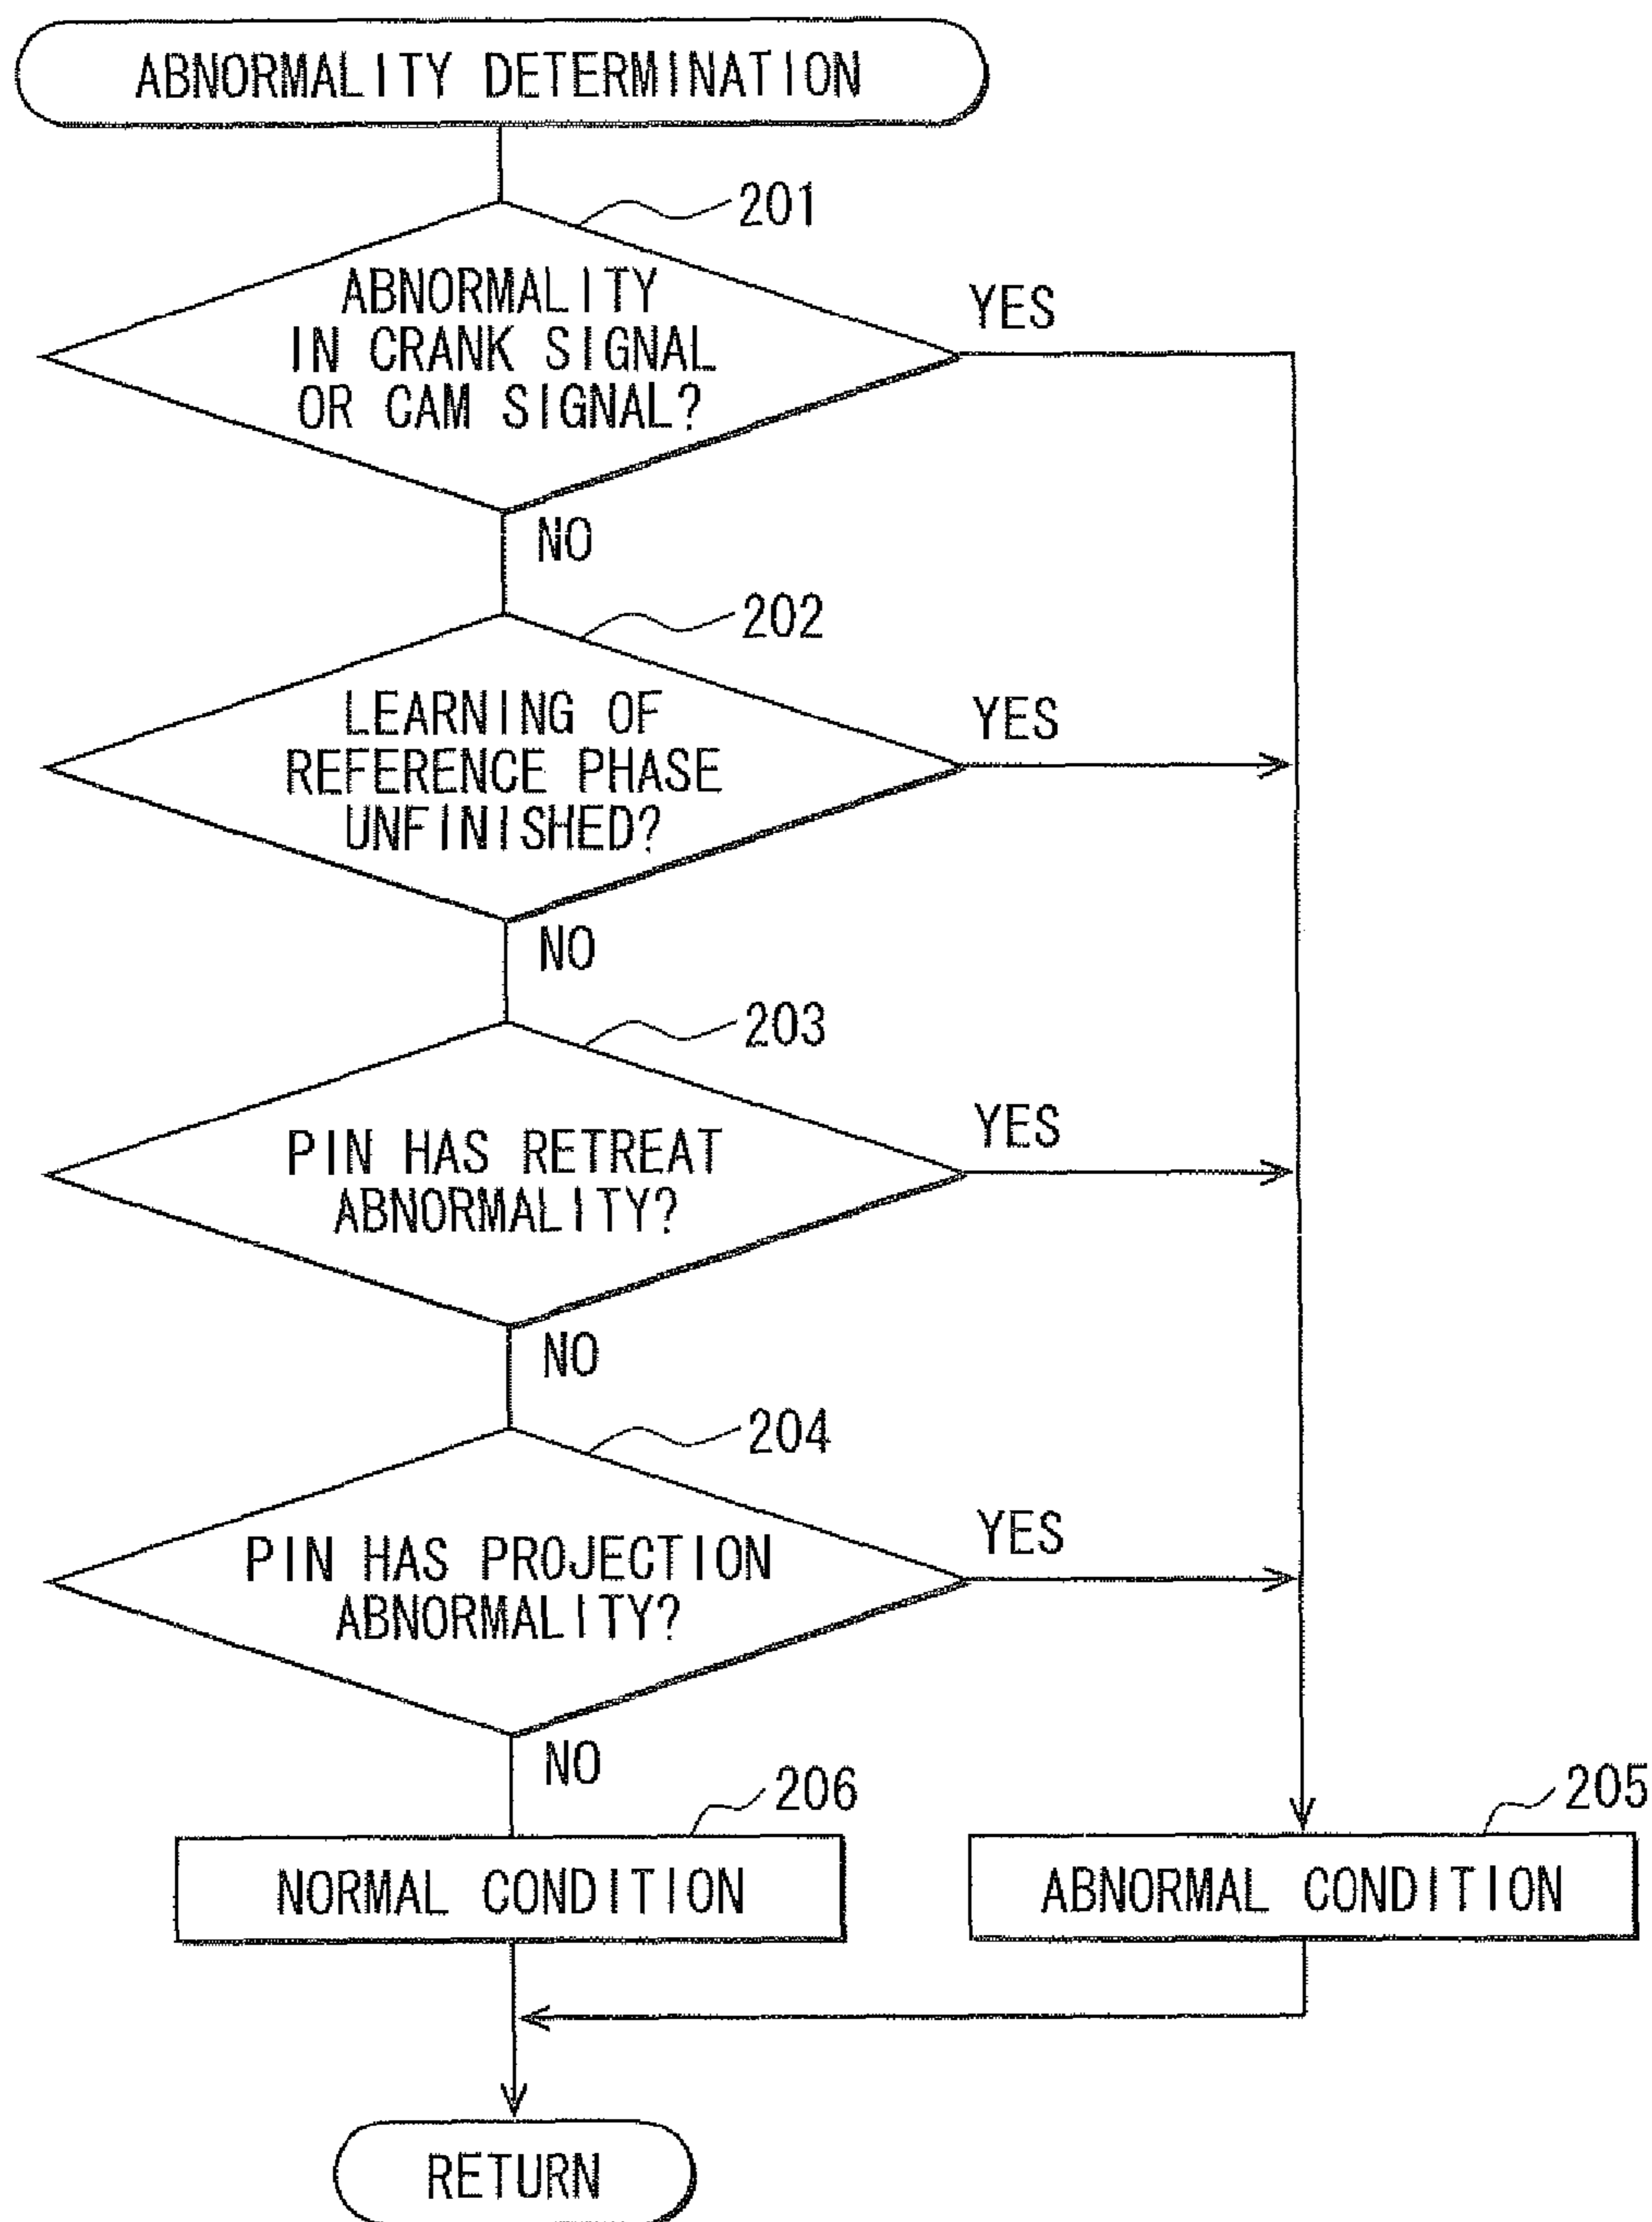 ABNORMALITY DETERMINATION
201
ABNORMALITY
IN CRANK SIGNAL
OR CAM SIGNAL?
YES
NO
202
LEARNING OF
REFERENCE PHASE
UNFINISHED?
YES
NO
203
PIN HAS RETREAT
ABNORMALITY?
YES
NO
204
PIN HAS PROJECTION
ABNORMALITY?
YES
NO
206
NORMAL CONDITION
205
ABNORMAL CONDITION
RETURN